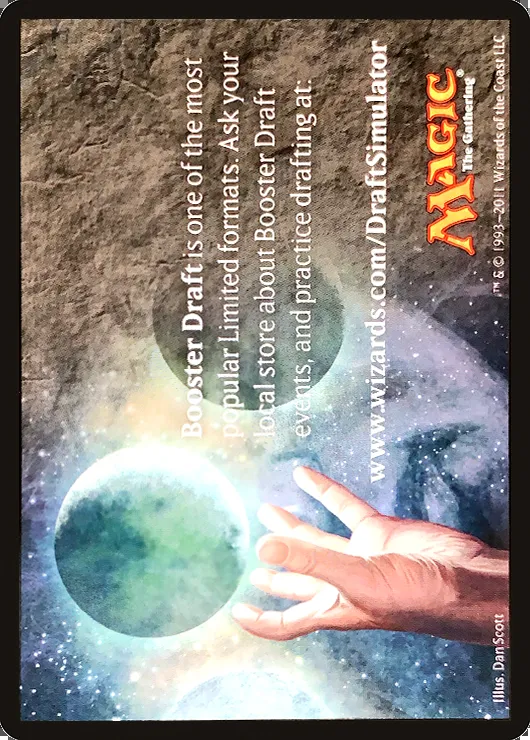 Booster Draft is one of the most
popular Limited formats. Ask your
local store about Booster Draft
events, and practice drafting at:
www.wizards.com/DraftSimulator
MAGIC
The Gathering®
Illus. Dan Scott
™ & © 1993–2011 Wizards of the Coast LLC